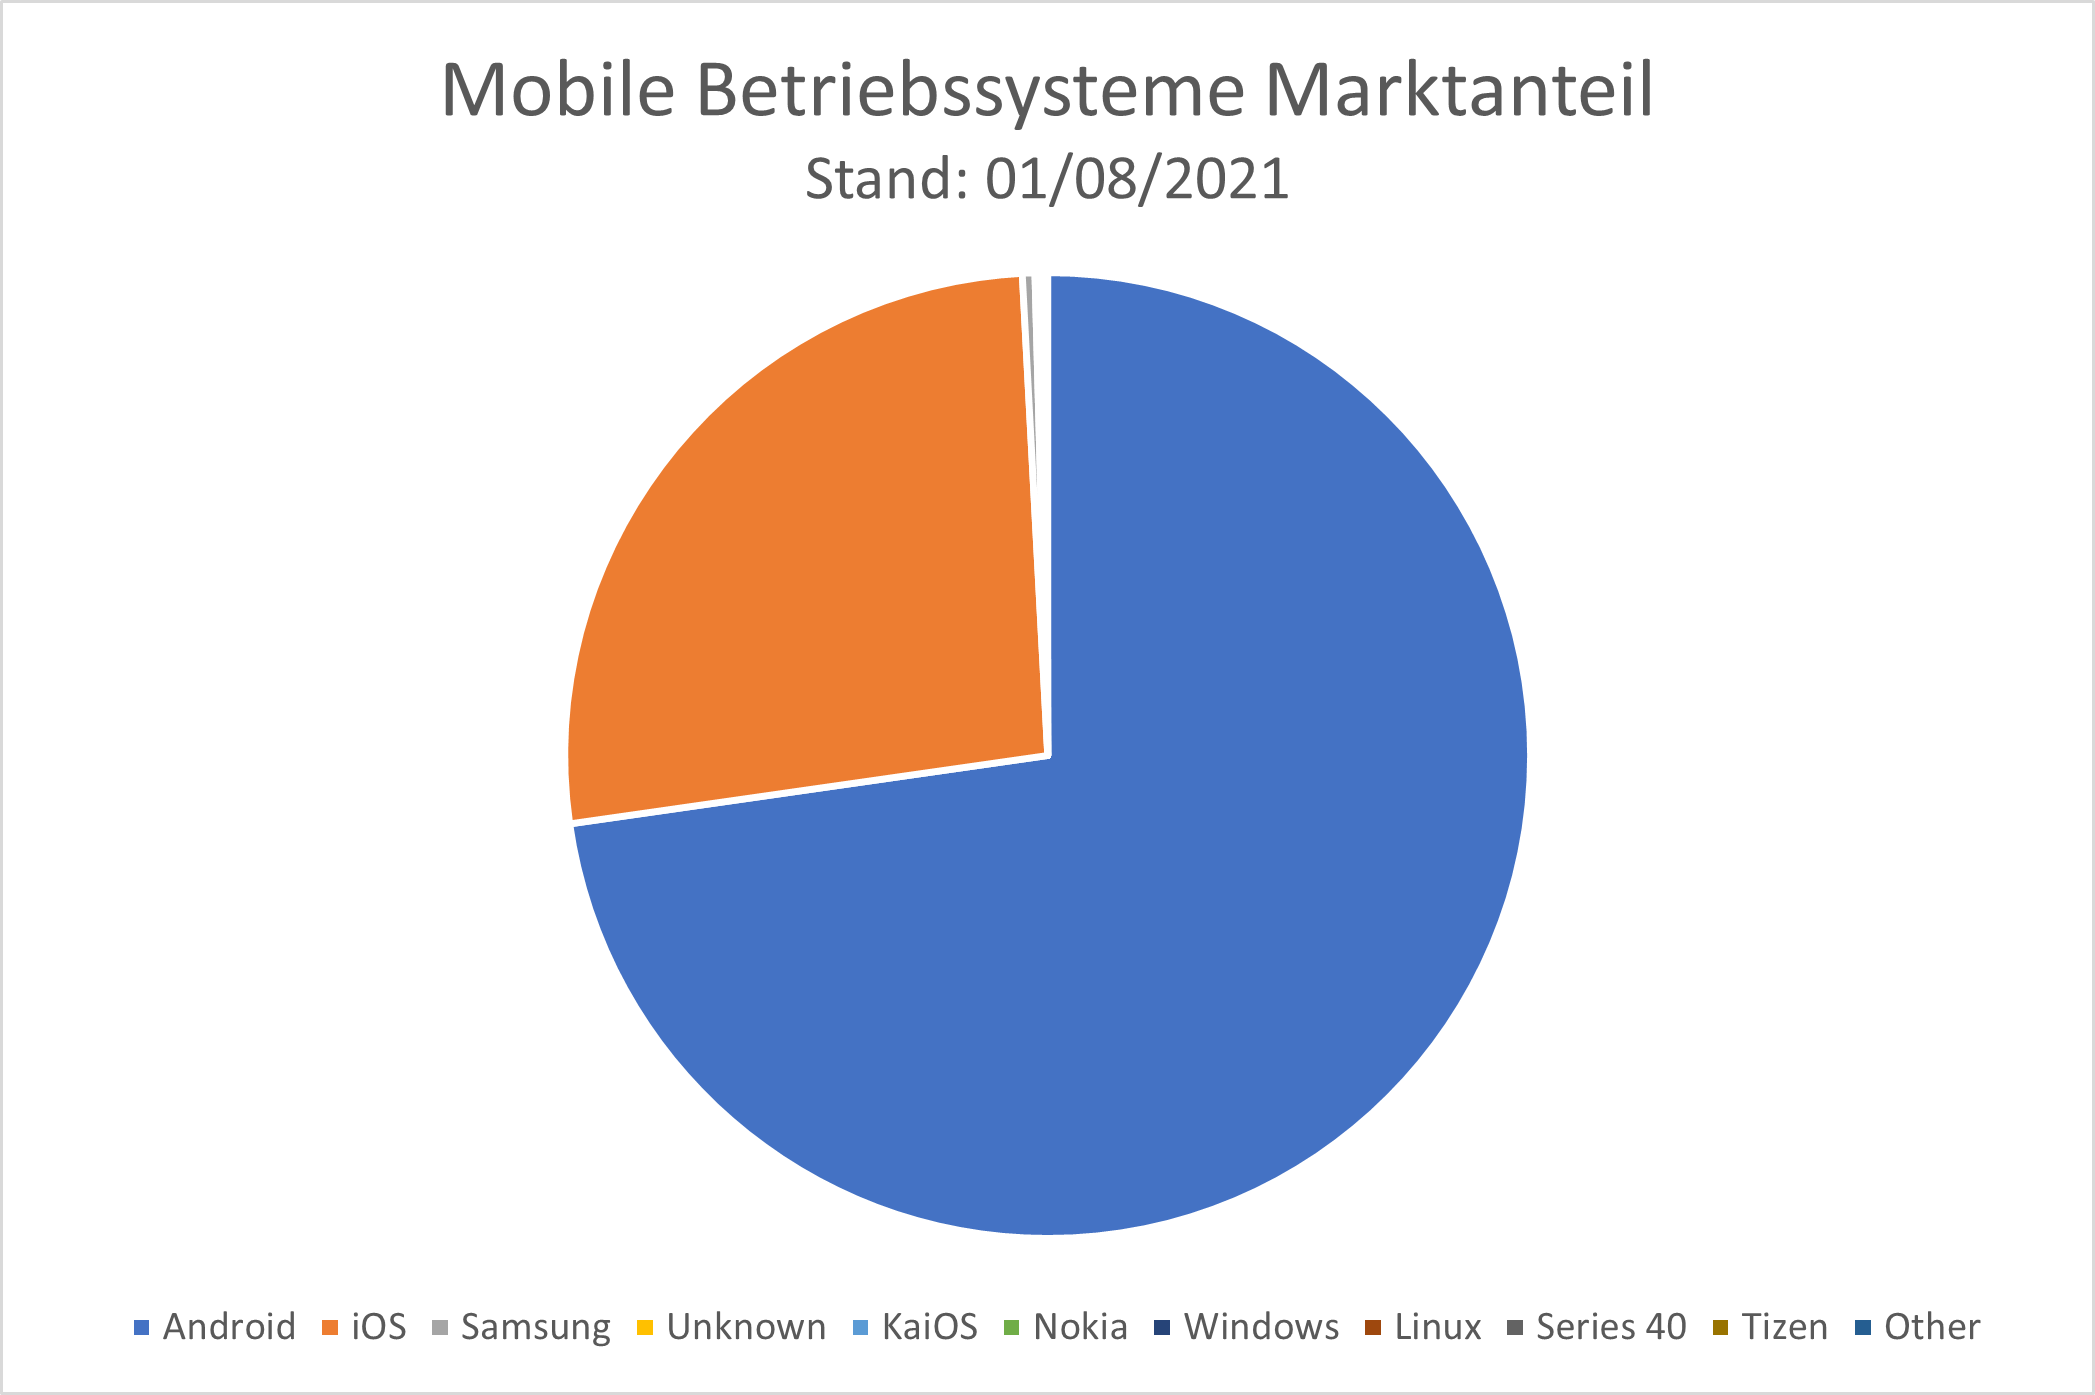 Mobile Betriebssysteme Marktanteil
Stand: 01/08/2021
Android iOS Samsung Unknown KaiOS Nokia Windows Linux Series 40 Tizen Other